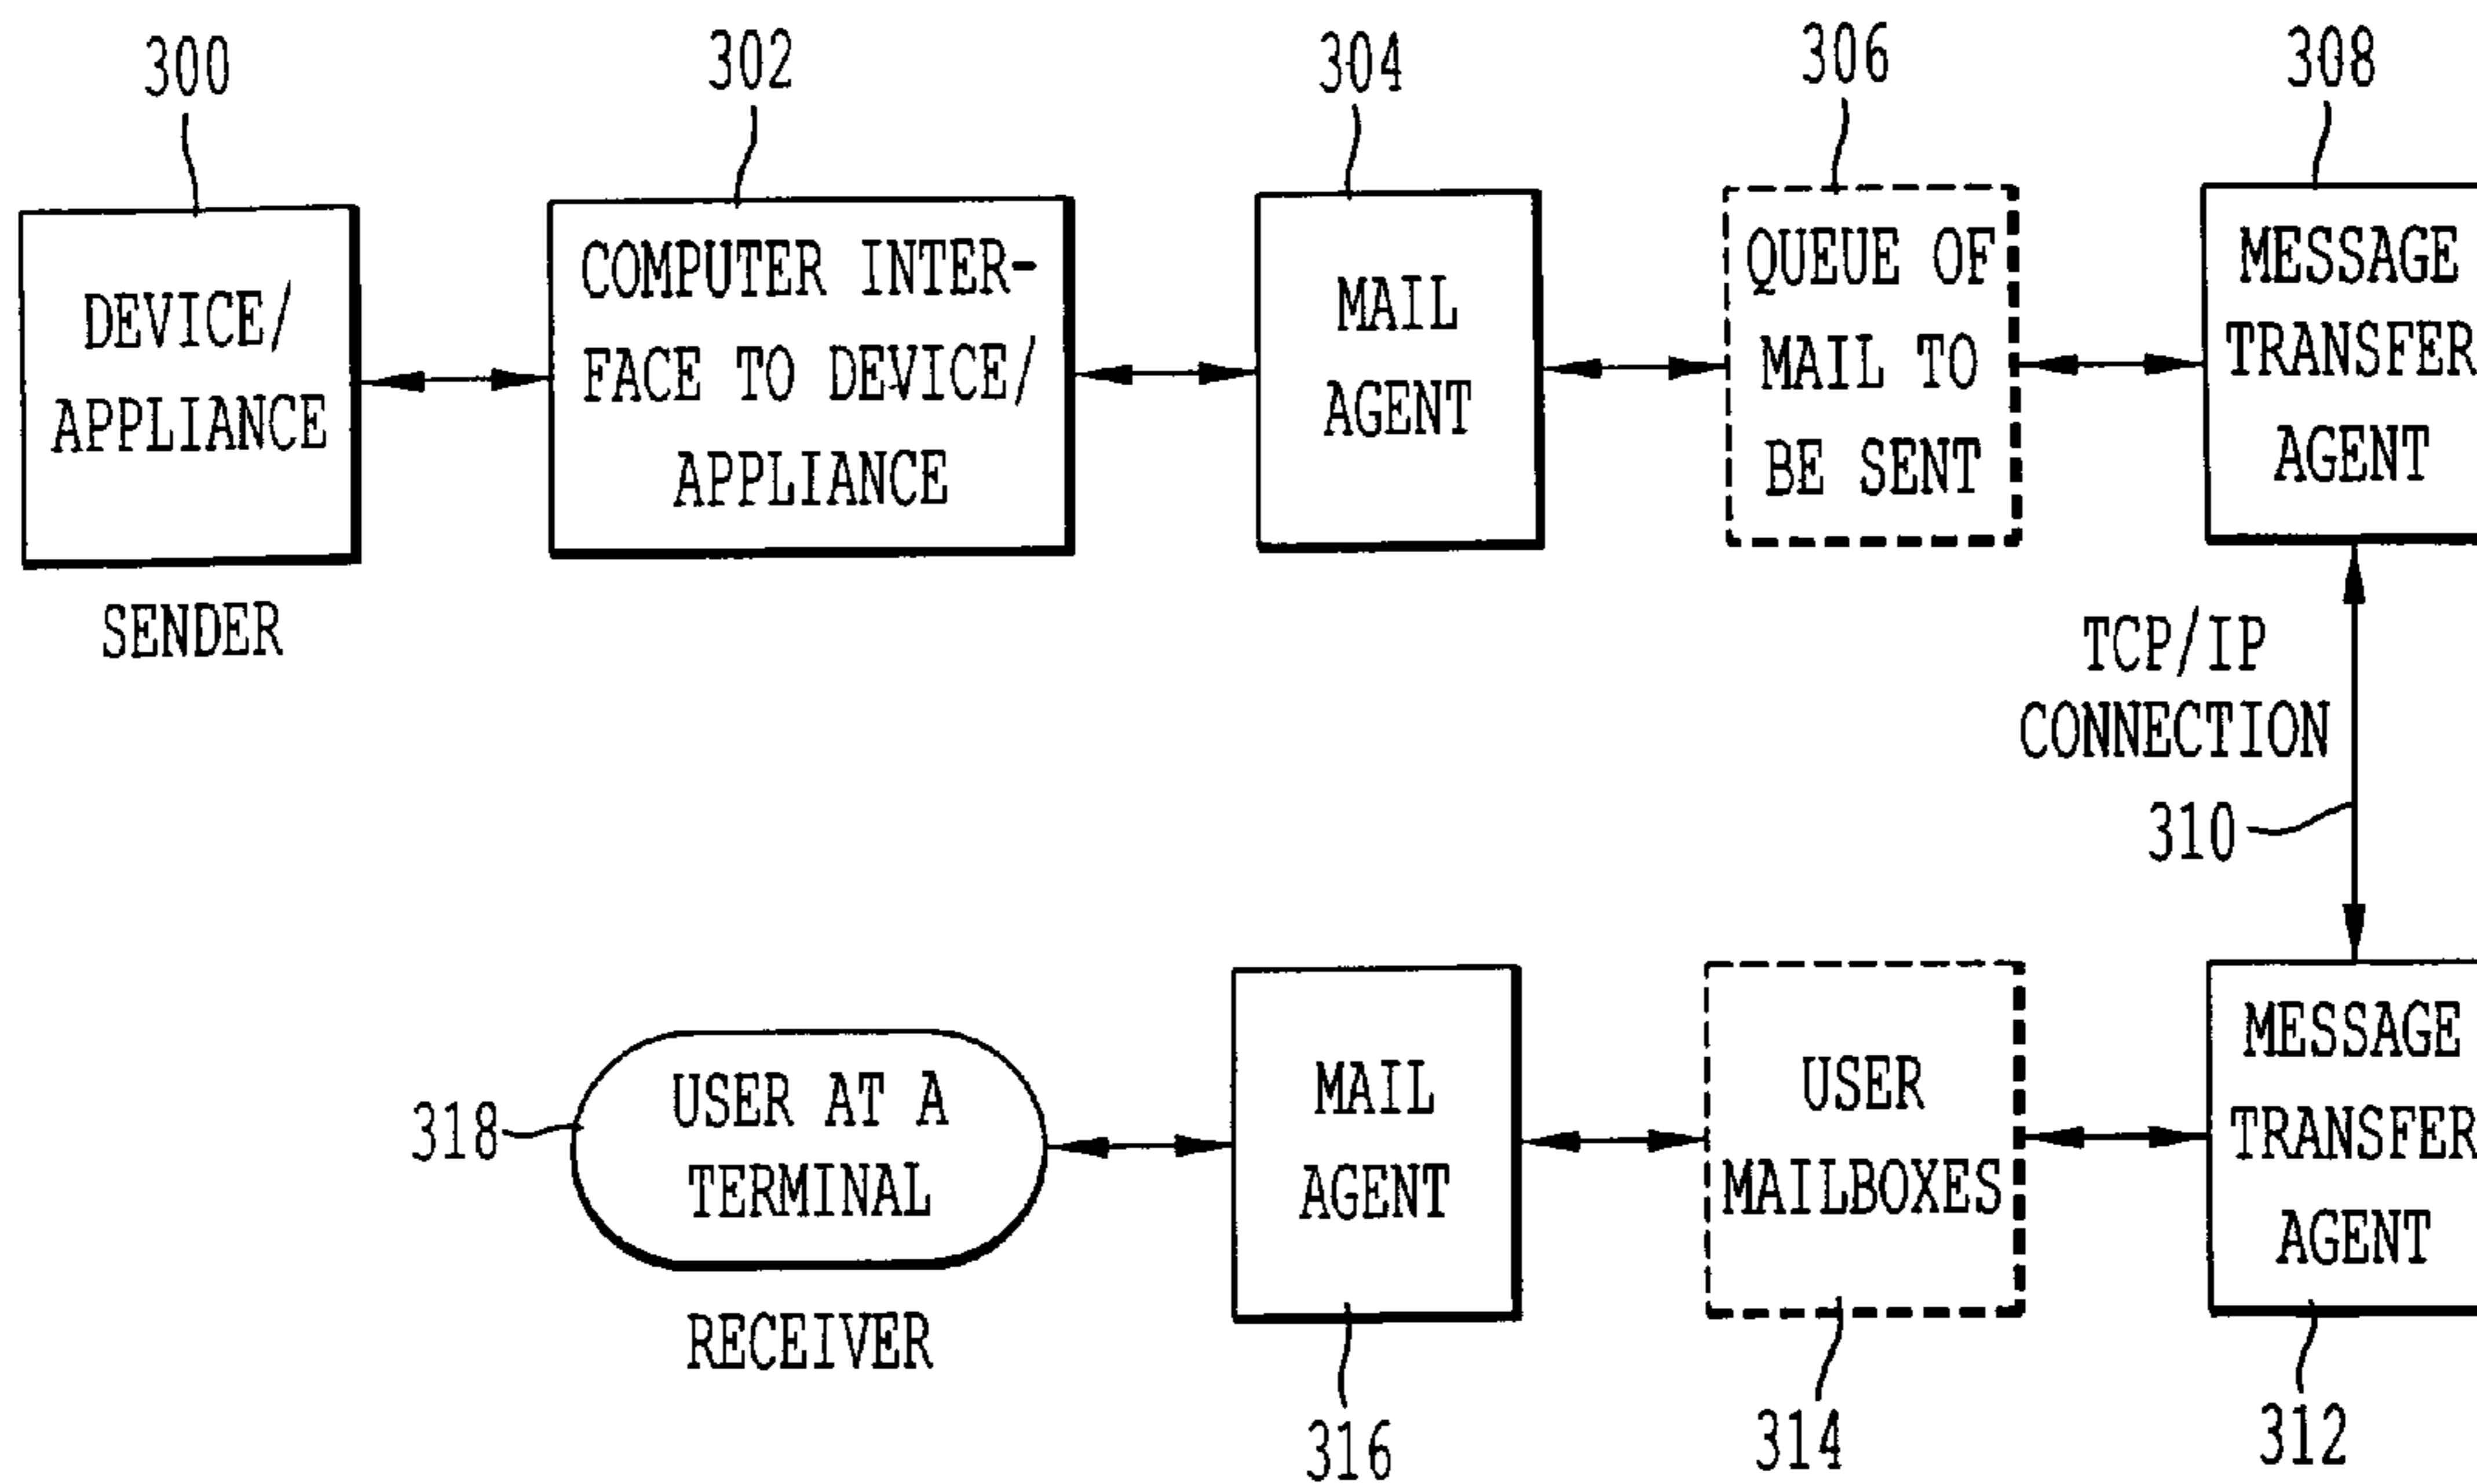 300
302
304
306
308
DEVICE/
APPLIANCE
SENDER
COMPUTER INTER-
FACE TO DEVICE/
APPLIANCE
MAIL
AGENT
QUEUE OF
MAIL TO
BE SENT
MESSAGE
TRANSFER
AGENT
TCP/IP
CONNECTION
310
318
USER AT A
TERMINAL
RECEIVER
MAIL
AGENT
USER
MAILBOXES
MESSAGE
TRANSFER
AGENT
316
314
312